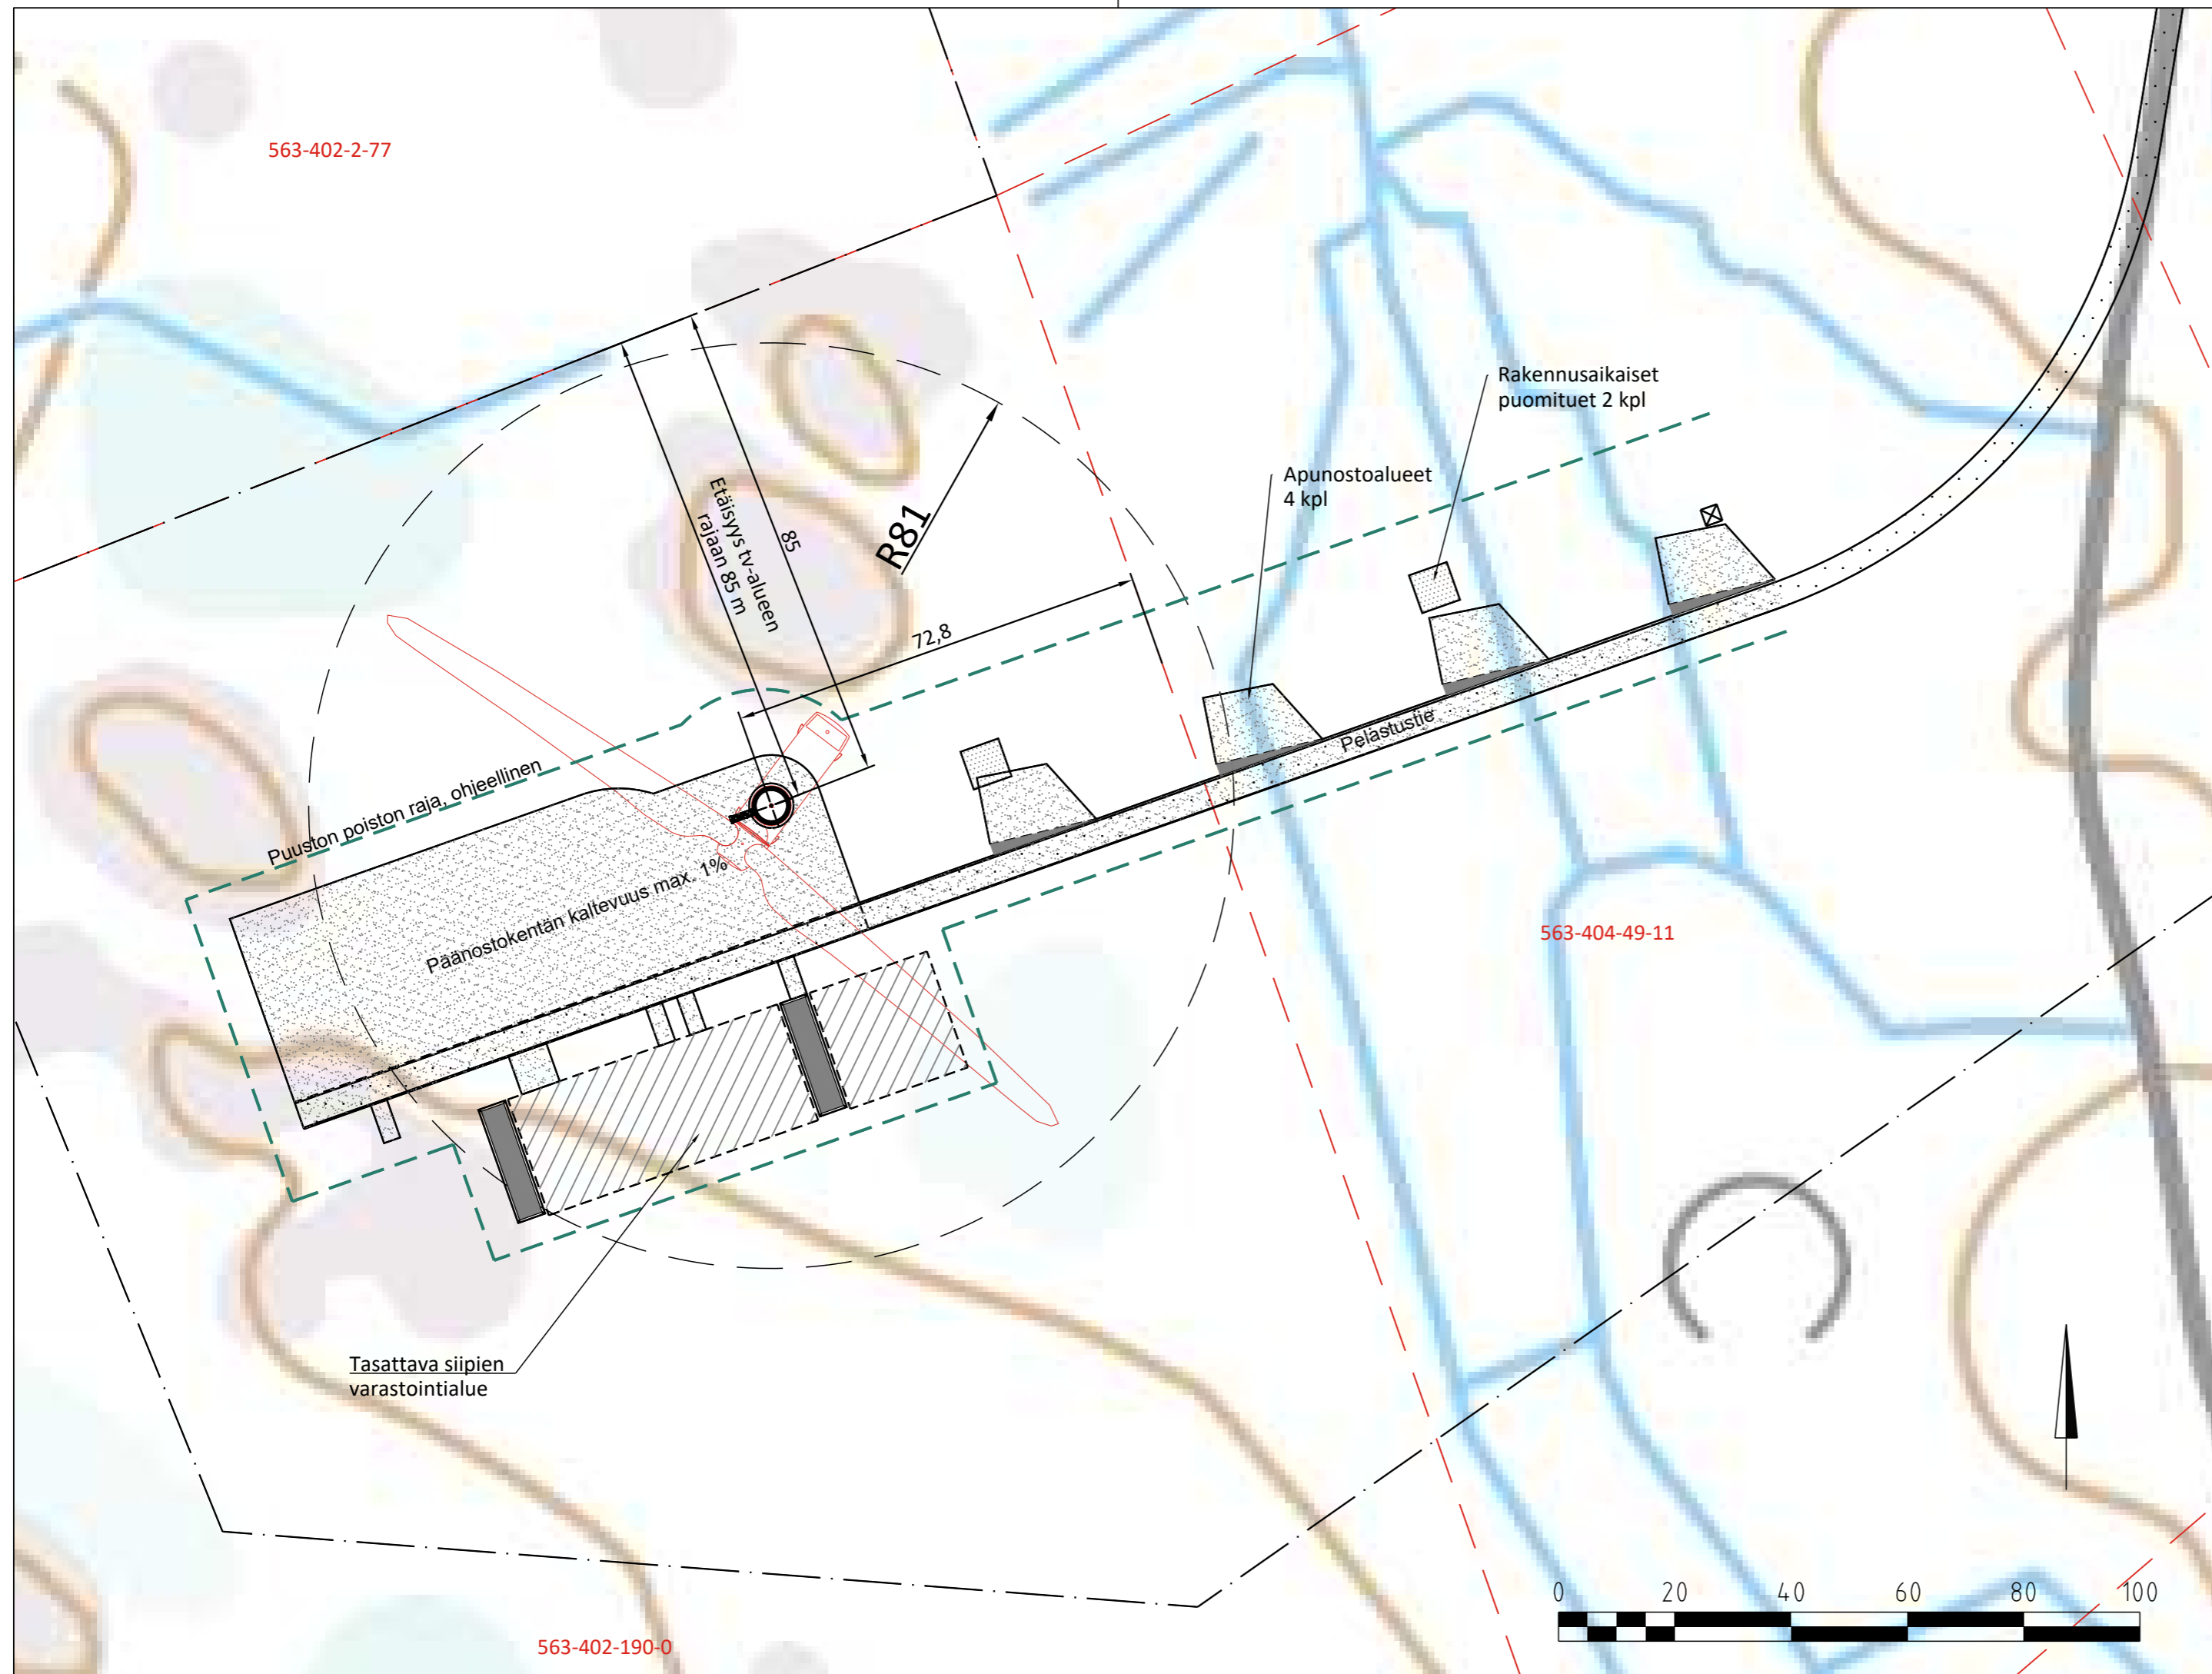 563-402-2-77
Rakennusaikaiset
puomituet 2 kpl
Apunostoalueet
4 kpl
Etäisyys tv-alueen
rajaan 85 m
85
R81
72,8
Pelastustie
Puuston poiston raja, ohjeellinen
Päänostokentän kaltevuus max. 1%
563-404-49-11
Tasattava siipien
varastointialue
0 20 40 60 80 100
563-402-190-0